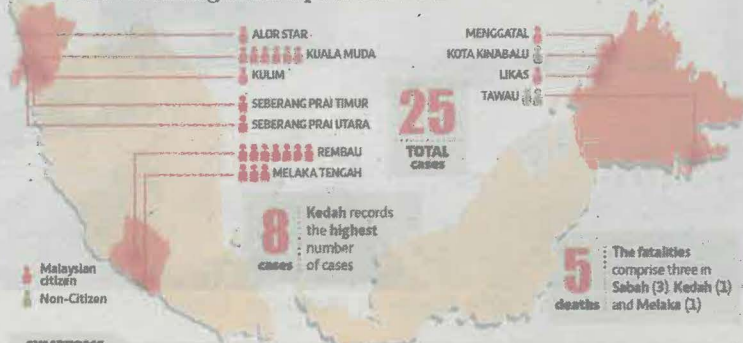 ALOR STAR
KUALA MUDA
KULIM
SEBERANG PRAI TIMUR
SEBERANG PRAI UTARA
REMBAU
MELAKA TENGAH
25
TOTAL
cases
MENGGATAL
KOTA KINABALU
LIKAS
TAWAU
8
cases
Kedah records
the highest
number
of cases
5
deaths
The fatalities
comprise three in
Sabah (3) Kedah (1)
and Melaka (1)
Malaysian
citizen
Non-Citizen